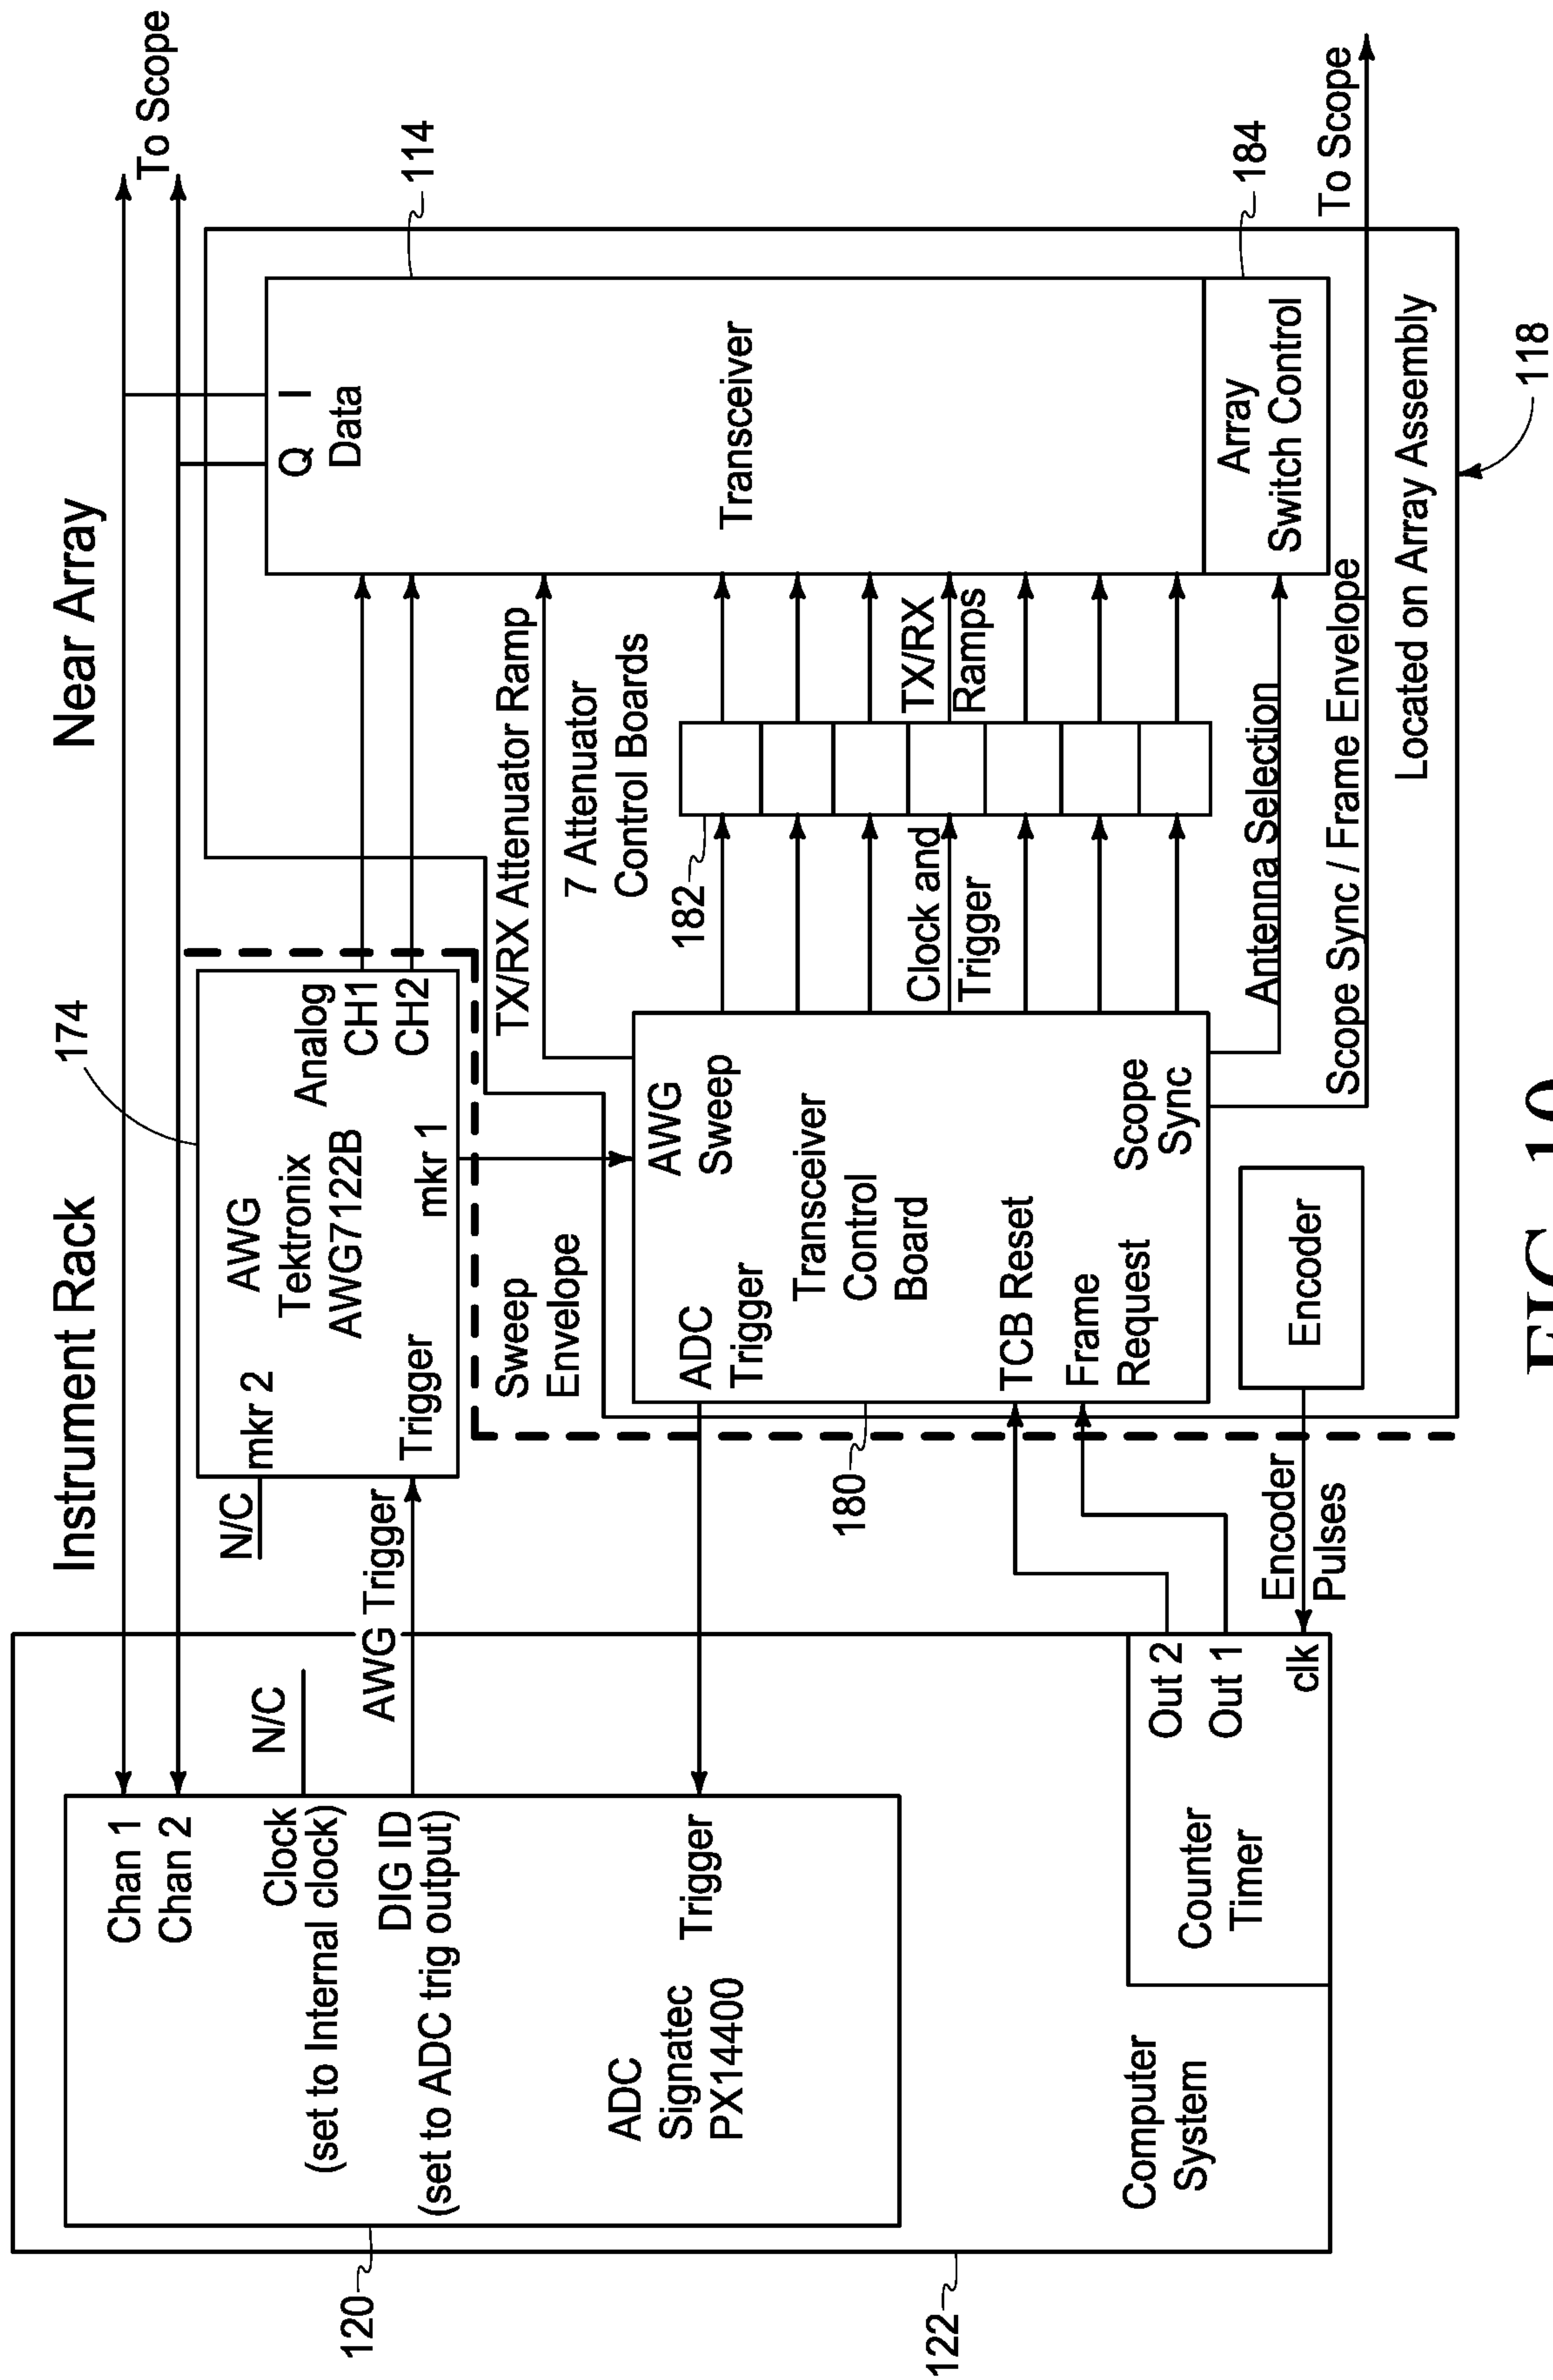 Instrument Rack
Near Array
To Scope
174
Chan 1
Chan 2
N/C
Clock
(set to Internal clock)
DIG ID
(set to ADC trig output)
AWG Trigger
Trigger
ADC
Signatec
PX14400
120
122
Computer
System
Counter
Timer
Out 2
Out 1
clk
N/C
mkr 2
AWG
Tektronix
AWG7122B
Analog
CH1
CH2
Trigger
mkr 1
Sweep
Envelope
ADC
Trigger
AWG
Sweep
Transceiver
Control
Board
TCB Reset
Frame
Request
Scope
Sync
180
Encoder
Pulses
Encoder
TX/RX Attenuator Ramp
7 Attenuator
Control Boards
182
Clock and
Trigger
TX/RX
Ramps
Antenna Selection
Scope Sync / Frame Envelope
Q I
Data
Transceiver
114
Array
Switch Control
184
To Scope
Located on Array Assembly
118